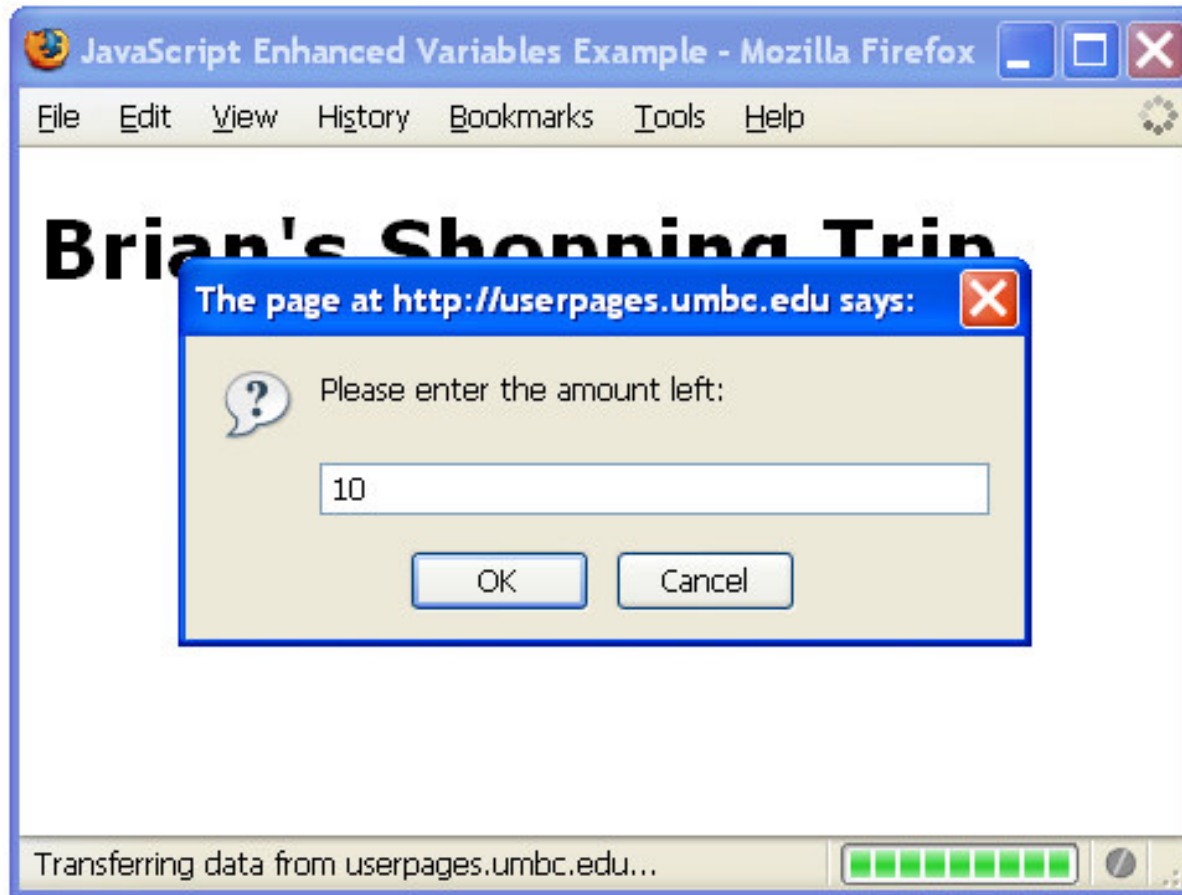 JavaScript Enhanced Variables Example - Mozilla Firefox
File Edit View History Bookmarks Tools Help
Brian's Shopping Trip
The page at http://userpages.umbc.edu says:
Please enter the amount left:
10
OK Cancel
Transferring data from userpages.umbc.edu...